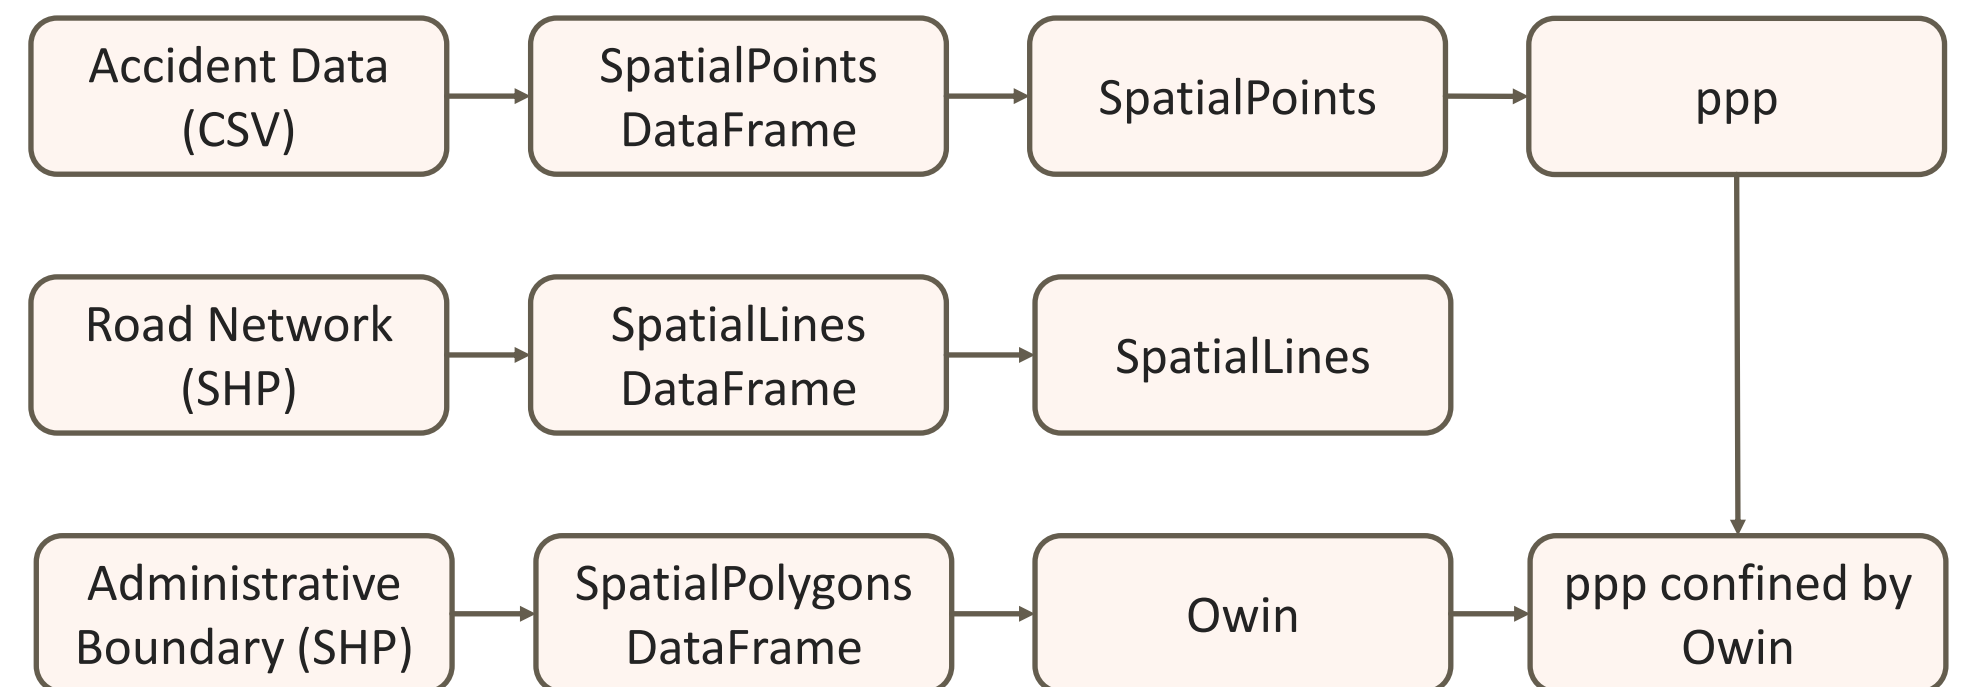 Accident Data
(CSV)
SpatialPoints
DataFrame
SpatialPoints
ppp
Road Network
(SHP)
SpatialLines
DataFrame
SpatialLines
Administrative
Boundary (SHP)
SpatialPolygons
DataFrame
Owin
ppp confined by
Owin